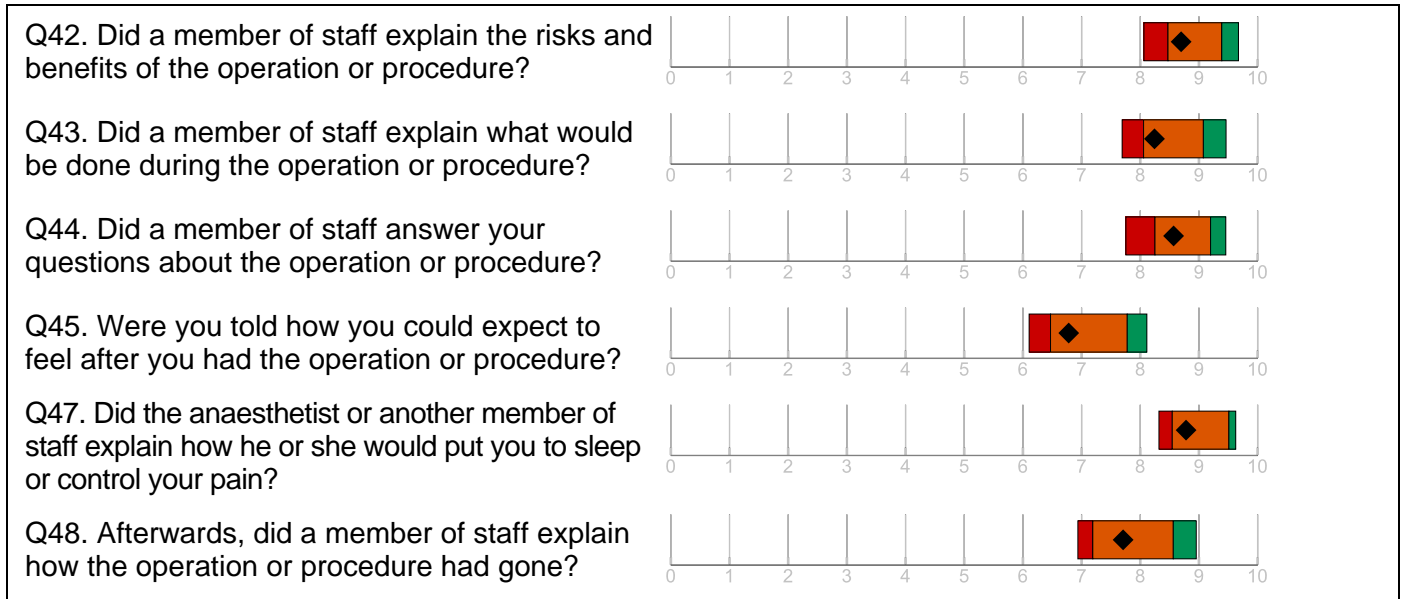 Q42. Did a member of staff explain the risks and
benefits of the operation or procedure?
0 1 2 3 4 5 6 7 8 9 10
Q43. Did a member of staff explain what would
be done during the operation or procedure?
0 1 2 3 4 5 6 7 8 9 10
Q44. Did a member of staff answer your
questions about the operation or procedure?
0 1 2 3 4 5 6 7 8 9 10
Q45. Were you told how you could expect to
feel after you had the operation or procedure?
0 1 2 3 4 5 6 7 8 9 10
Q47. Did the anaesthetist or another member of
staff explain how he or she would put you to sleep
or control your pain?
0 1 2 3 4 5 6 7 8 9 10
Q48. Afterwards, did a member of staff explain
how the operation or procedure had gone?
0 1 2 3 4 5 6 7 8 9 10